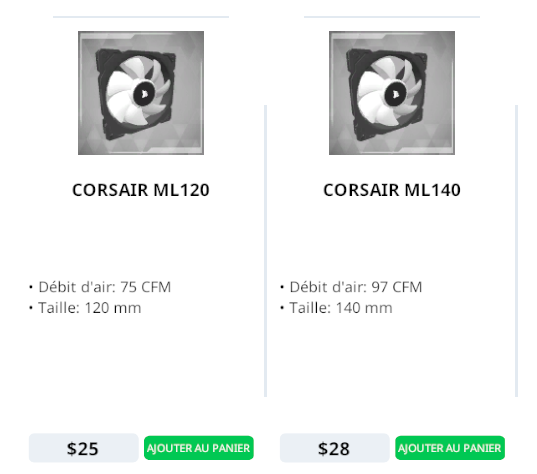 CORSAIR ML120
• Débit d'air: 75 CFM
• Taille: 120 mm
$25
AJOUTER AU PANIER
CORSAIR ML140
• Débit d'air: 97 CFM
• Taille: 140 mm
$28
AJOUTER AU PANIER